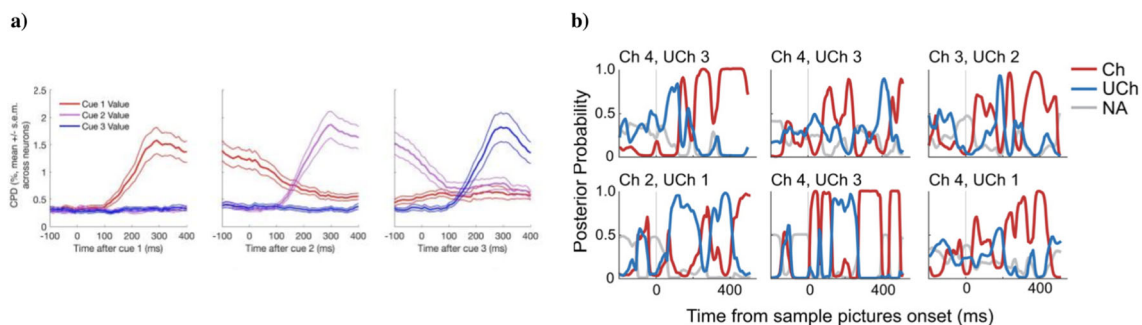 a)
CPD (%, mean +/- s.e.m.
across neurons)
2.5
2
1.5
1
0.5
0
Cue 1 Value
Cue 2 Value
Cue 3 Value
-100 0 100 200 300 400
Time after cue 1 (ms)
-100 0 100 200 300 400
Time after cue 2 (ms)
-100 0 100 200 300 400
Time after cue 3 (ms)
b)
Posterior Probability
Ch 4, UCh 3
Ch 4, UCh 3
Ch 3, UCh 2
1.0
0.5
0
Ch
UCh
NA
Ch 2, UCh 1
Ch 4, UCh 3
Ch 4, UCh 1
1.0
0.5
0
0 400
0 400
0 400
Time from sample pictures onset (ms)